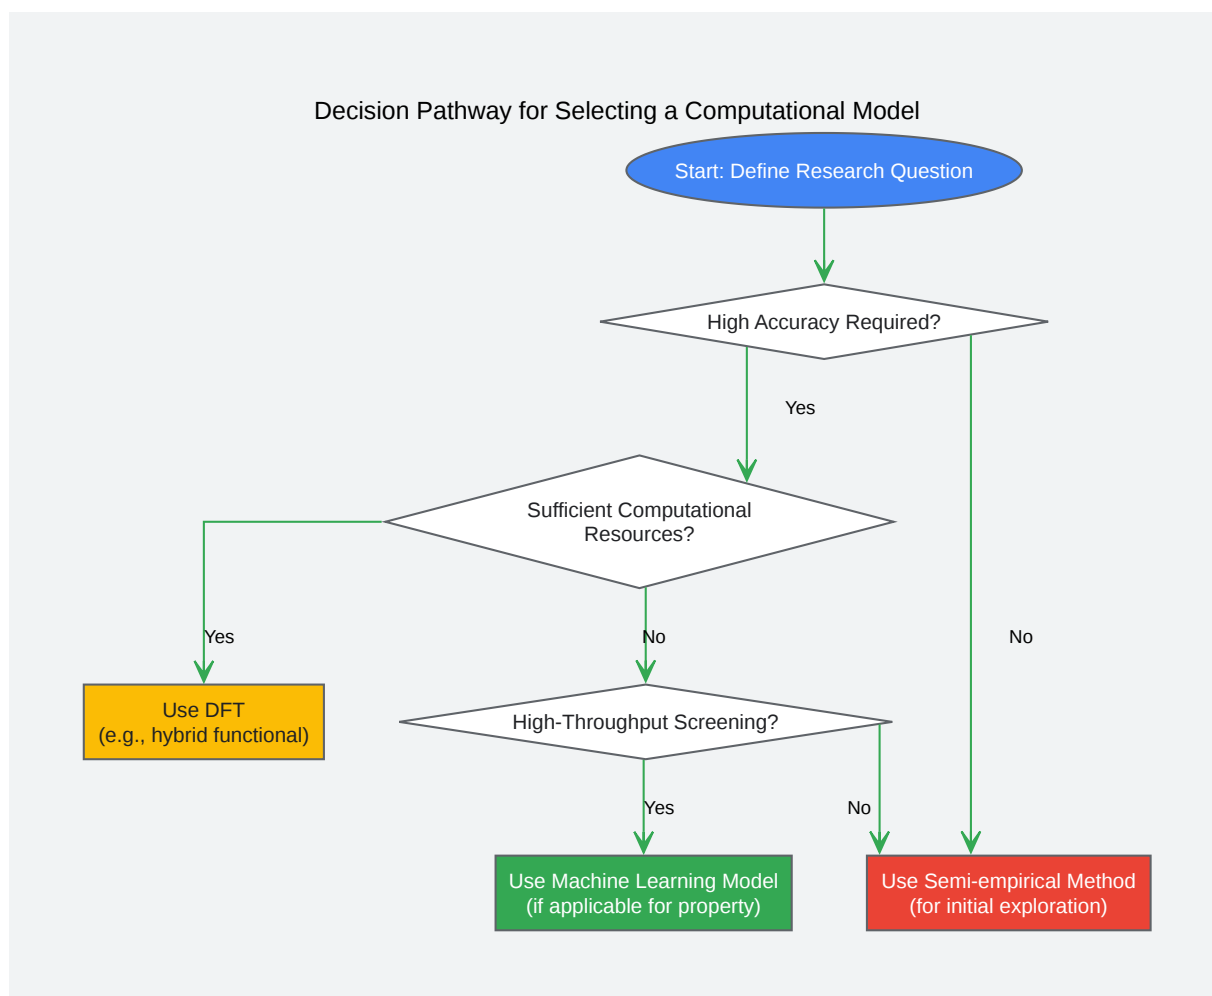 Decision Pathway for Selecting a Computational Model
Start: Define Research Question
High Accuracy Required?
Yes
Sufficient Computational
Resources?
Yes
No
No
Use DFT
(e.g., hybrid functional)
High-Throughput Screening?
Yes
No
Use Machine Learning Model
(if applicable for property)
Use Semi-empirical Method
(for initial exploration)